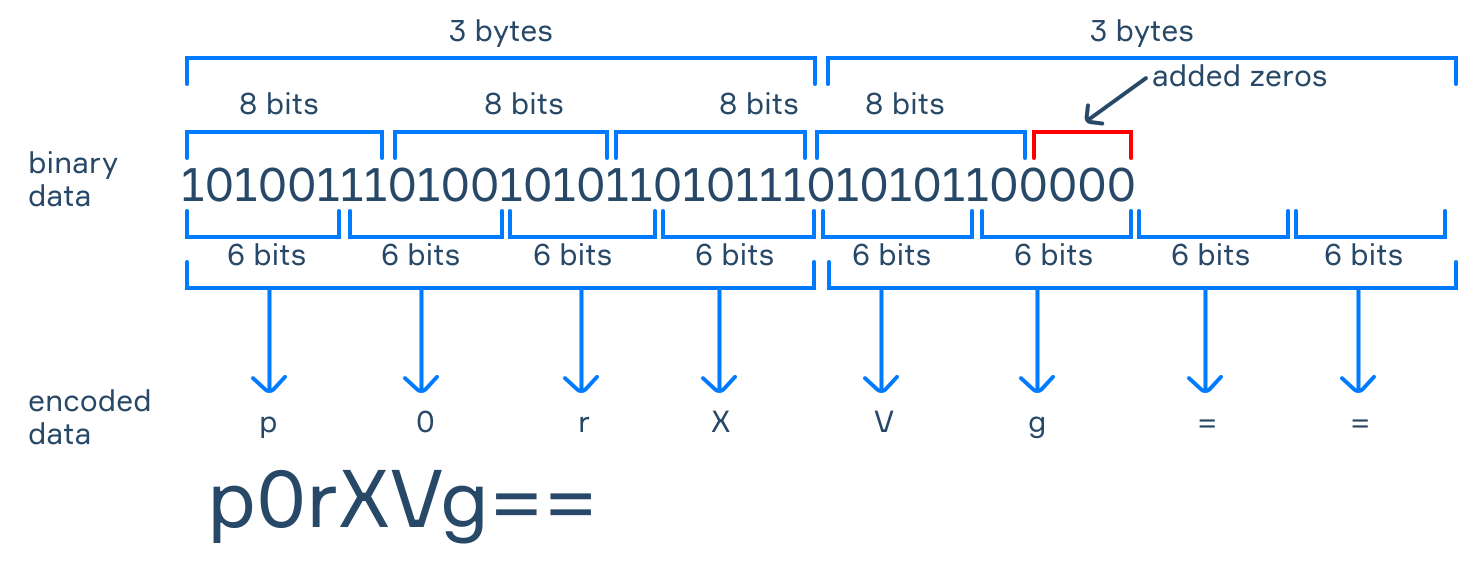 3 bytes 3 bytes
added zeros
8 bits 8 bits 8 bits 8 bits
binary
data
101001110100101011010111010101100000
6 bits 6 bits 6 bits 6 bits 6 bits 6 bits 6 bits 6 bits
encoded
data
p 0 r X V g = =
p0rXVg==